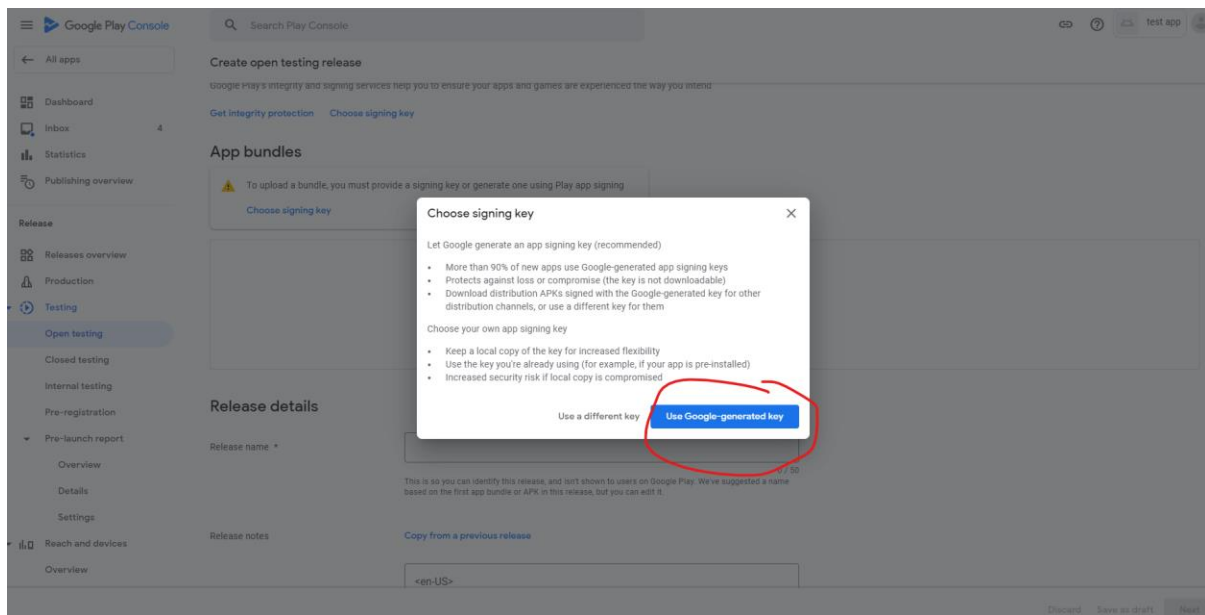 Google Play Console
Search Play Console
test app
All apps
Create open testing release
Google Play's integrity and signing services help you to ensure your apps and games are experienced the way you intend
Dashboard
Get integrity protection Choose signing key
Inbox 4
App bundles
Statistics
Publishing overview
To upload a bundle, you must provide a signing key or generate one using Play app signing
Choose signing key
Release
Releases overview
Production
Testing
Open testing
Closed testing
Internal testing
Pre-registration
Pre-launch report
Overview
Details
Settings
Reach and devices
Overview
Choose signing key
Let Google generate an app signing key (recommended)
• More than 90% of new apps use Google-generated app signing keys
• Protects against loss or compromise (the key is not downloadable)
• Download distribution APKs signed with the Google-generated key for other
distribution channels, or use a different key for them
Choose your own app signing key
• Keep a local copy of the key for increased flexibility
• Use the key you're already using (for example, if your app is pre-installed)
• Increased security risk if local copy is compromised
Use a different key Use Google-generated key
Release details
Release name *
0 / 50
This is so you can identify this release, and isn't shown to users on Google Play. We've suggested a name
based on the first app bundle or APK in this release, but you can edit it.
Release notes Copy from a previous release
<en-US>
Discard Save as draft Next